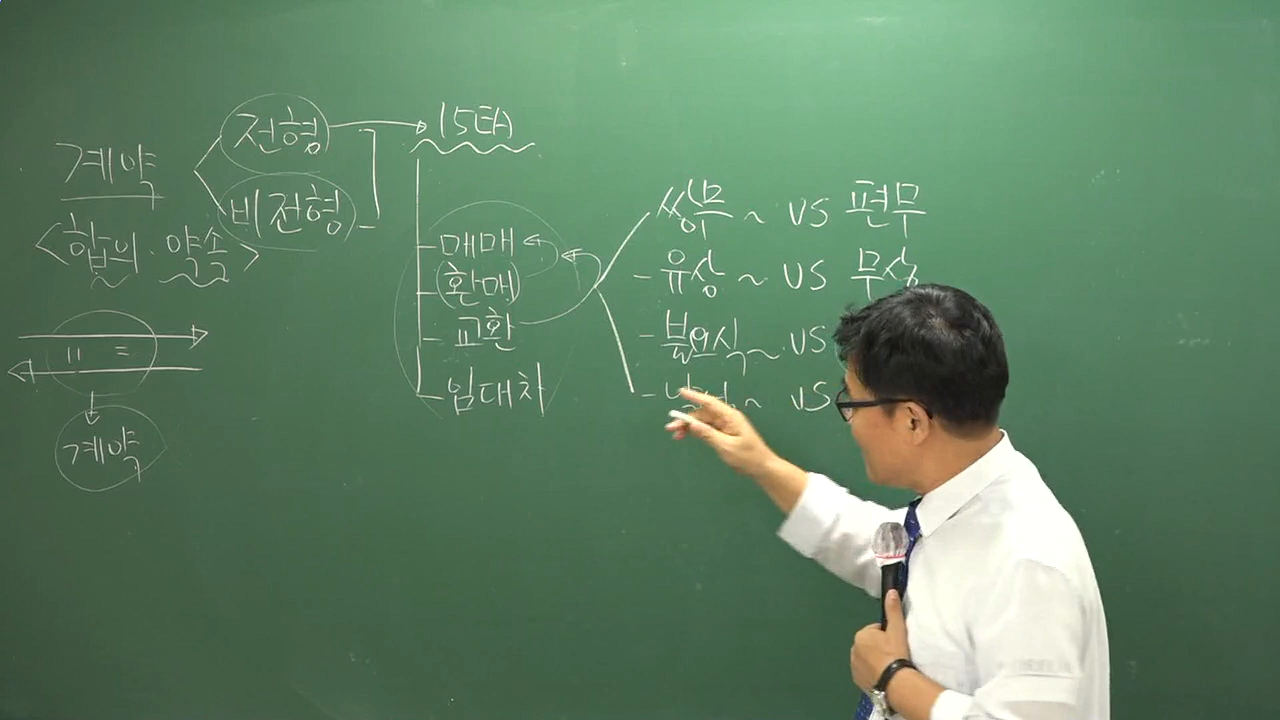 계약
<합의·약속>
계약
전형
비전형
15EA
매매
환매
교환
임대차
쌍무~ VS 편무
- 유상~ VS 무상
- 불요식~ VS
- ~ VS